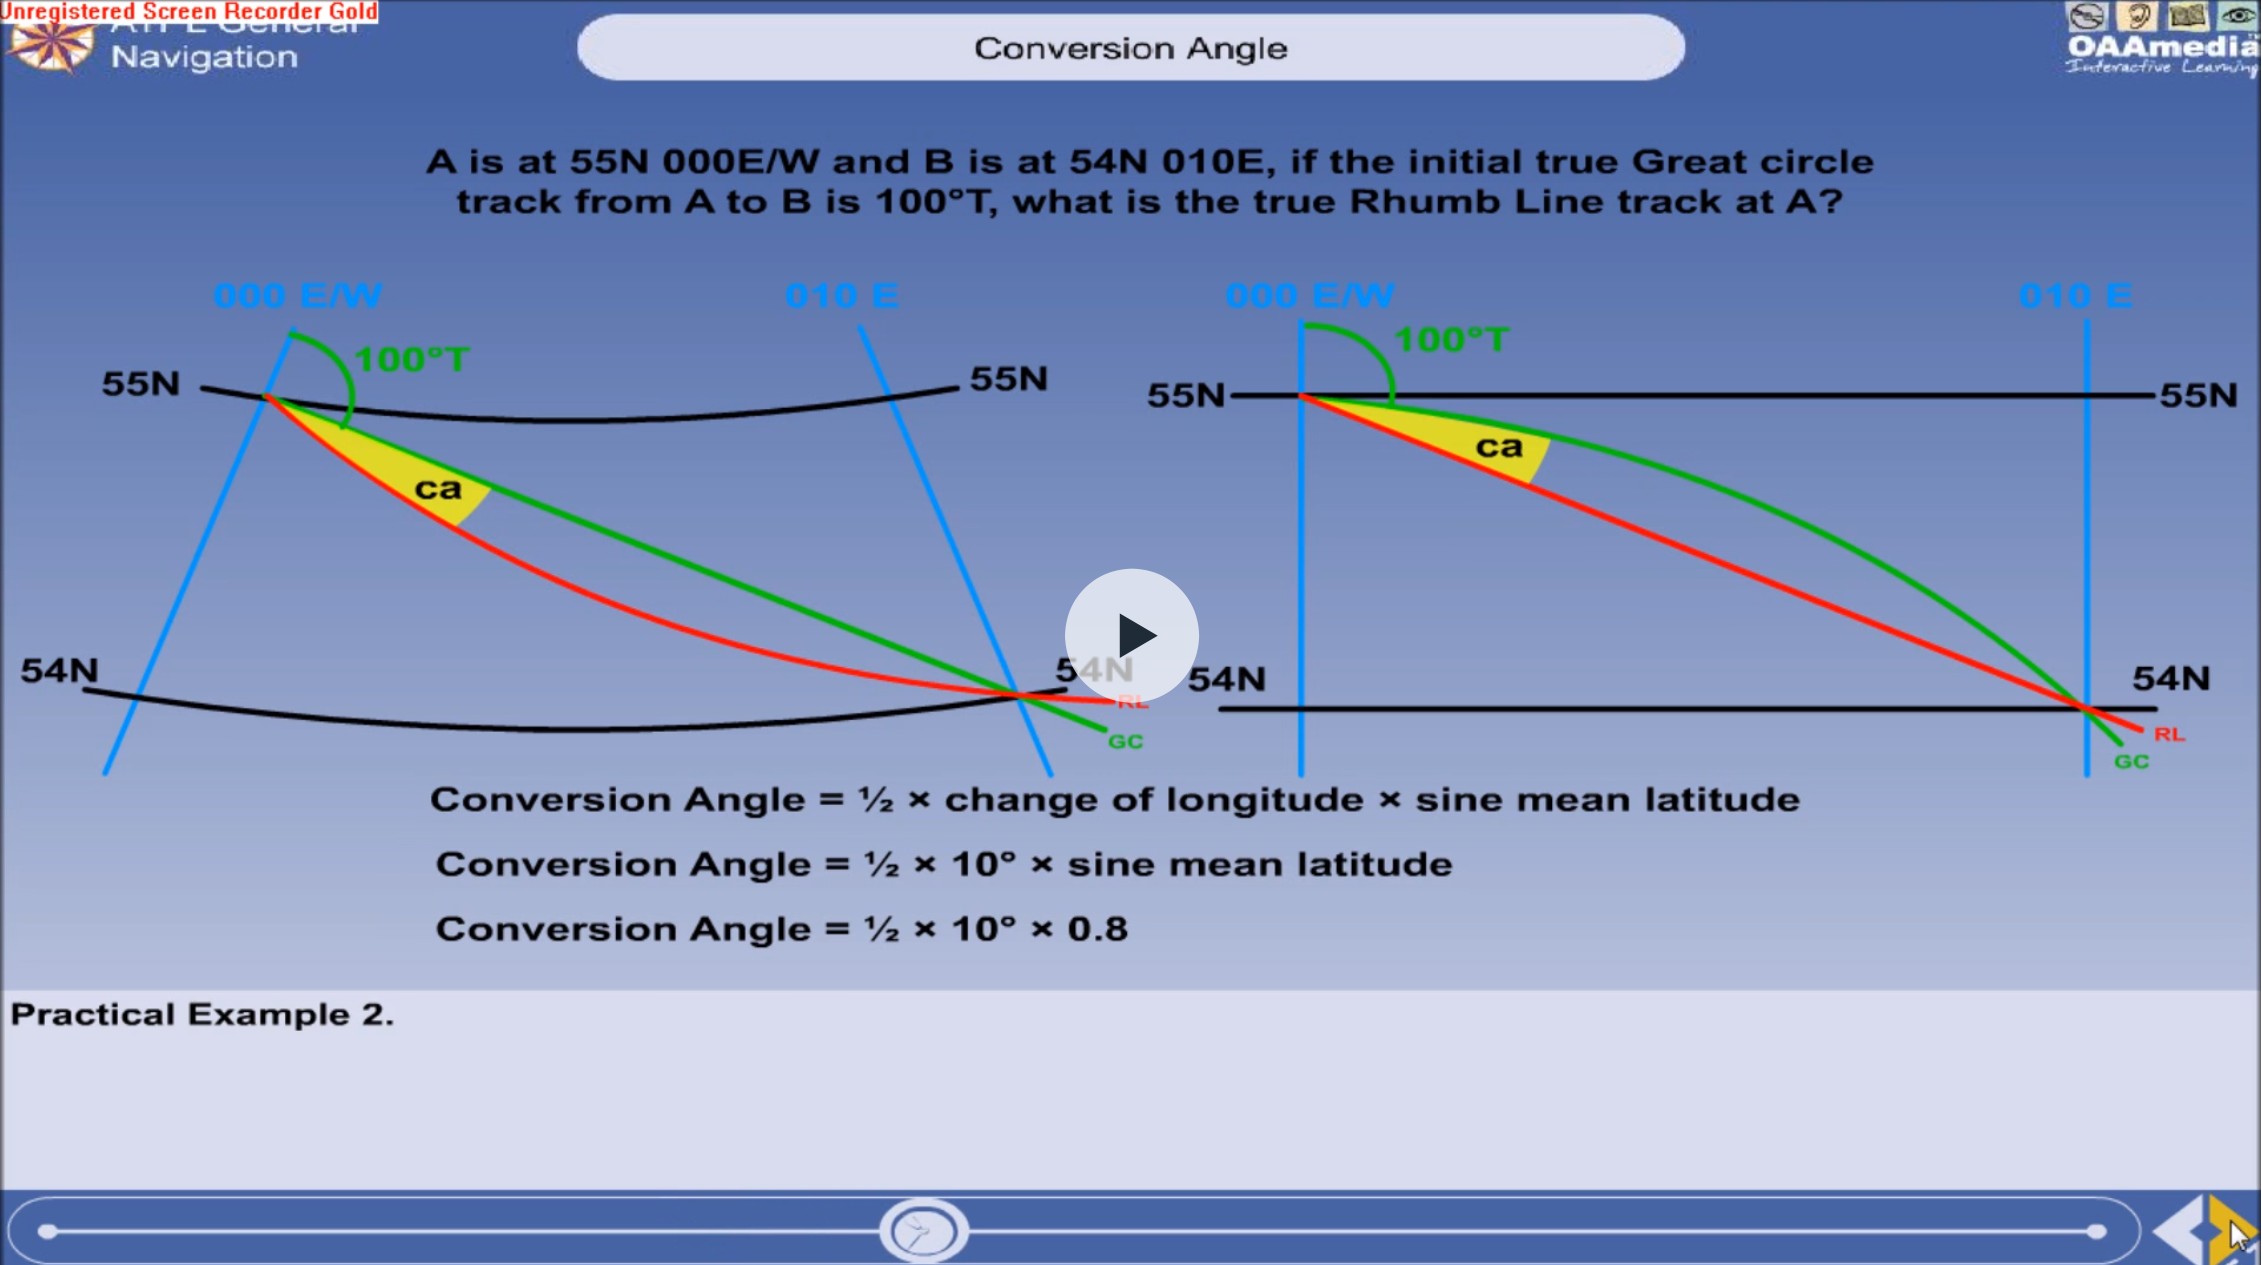 Unregistered Screen Recorder Gold
ATPL General
Navigation
Conversion Angle
OAAmedia
Interactive Learning
A is at 55N 000E/W and B is at 54N 010E, if the initial true Great circle
track from A to B is 100°T, what is the true Rhumb Line track at A?
000 E/W
010 E
100°T
55N
55N
ca
54N
54N
RL
GC
000 E/W
010 E
100°T
55N
55N
ca
54N
54N
RL
GC
Conversion Angle = ½ × change of longitude × sine mean latitude
Conversion Angle = ½ × 10° × sine mean latitude
Conversion Angle = ½ × 10° × 0.8
Practical Example 2.